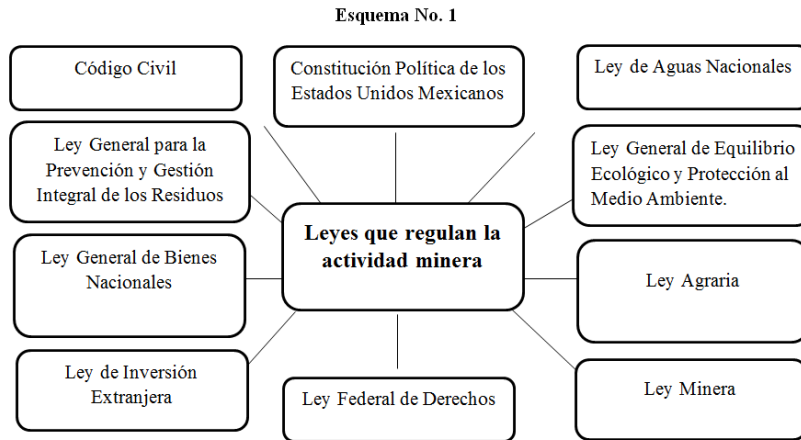 Esquema No. 1
Código Civil
Constitución Política de los
Estados Unidos Mexicanos
Ley de Aguas Nacionales
Ley General para la
Prevención y Gestión
Integral de los Residuos
Ley General de Equilibrio
Ecológico y Protección al
Medio Ambiente.
Leyes que regulan la
actividad minera
Ley General de Bienes
Nacionales
Ley Agraria
Ley de Inversión
Extranjera
Ley Federal de Derechos
Ley Minera